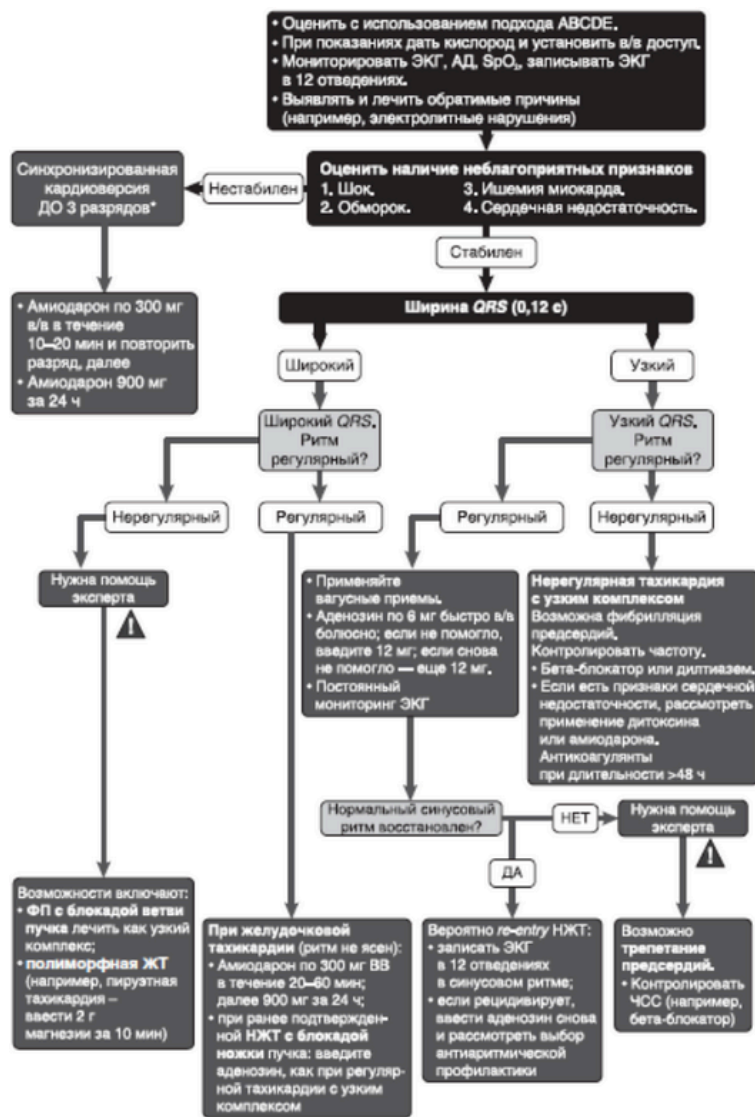 • Оценить с использованием подхода ABCDE.
• При показаниях дать кислород и установить в/в доступ.
• Мониторировать ЭКГ, АД, SpO₂, записывать ЭКГ
в 12 отведениях.
• Выявлять и лечить обратимые причины
(например, электролитные нарушения)
Синхронизированная
кардиоверсия
ДО 3 разрядов*
Нестабилен
Оценить наличие неблагоприятных признаков
1. Шок. 3. Ишемия миокарда.
2. Обморок. 4. Сердечная недостаточность.
Стабилен
• Амиодарон по 300 мг
в/в в течение
10–20 мин и повторить
разряд, далее
• Амиодарон 900 мг
за 24 ч
Ширина QRS (0,12 с)
Широкий
Узкий
Широкий QRS.
Ритм
регулярный?
Узкий QRS.
Ритм
регулярный?
Нерегулярный
Регулярный
Регулярный
Нерегулярный
Нужна помощь
эксперта
• Применяйте
вагусные приемы.
• Аденозин по 6 мг быстро в/в
болюсно; если не помогло,
введите 12 мг; если снова
не помогло — еще 12 мг.
• Постоянный
мониторинг ЭКГ
Нерегулярная тахикардия
с узким комплексом
Возможна фибрилляция
предсердий.
Контролировать частоту.
• Бета-блокатор или дилтиазем.
• Если есть признаки сердечной
недостаточности, рассмотреть
применение дитоксина
или амиодарона.
Антикоагулянты
при длительности >48 ч
Нормальный синусовый
ритм восстановлен?
НЕТ
Нужна помощь
эксперта
ДА
Возможности включают:
• ФП с блокадой ветви
пучка лечить как узкий
комплекс;
• полиморфная ЖТ
(например, пируэтная
тахикардия –
ввести 2 г
магнезии за 10 мин)
При желудочковой
тахикардии (ритм не ясен):
• Амиодарон по 300 мг ВВ
в течение 20–60 мин;
далее 900 мг за 24 ч;
• при ранее подтвержден-
ной НЖТ с блокадой
ножки пучка: введите
аденозин, как при регуляр-
ной тахикардии с узким
комплексом
Вероятно re-entry НЖТ:
• записать ЭКГ
в 12 отведениях
в синусовом ритме;
• если рецидивирует,
ввести аденозин снова
и рассмотреть выбор
антиаритмической
профилактики
Возможно
трепетание
предсердий.
• Контролировать
ЧСС (например,
бета-блокатор)